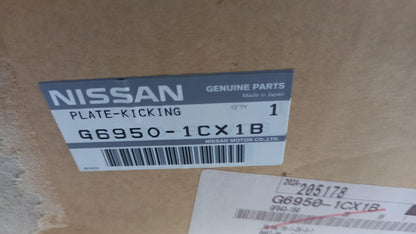 NISSAN
GENUINE PARTS
Made in Japan
PLATE-KICKING
Q'TY 1
G6950-1CX1B
NISSAN MOTOR CO.,LTD.
205178
G6950-1CX1B